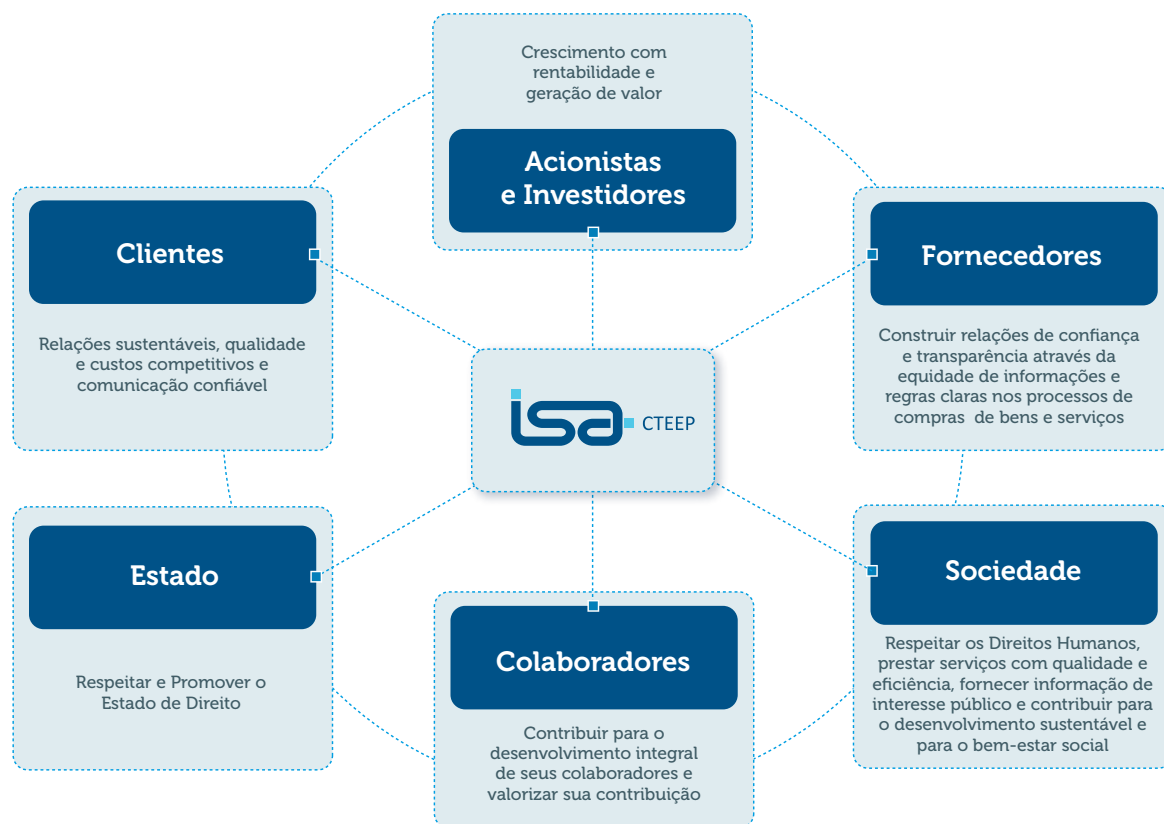 Crescimento com
rentabilidade e
geração de valor
Acionistas
e Investidores
Clientes
Relações sustentáveis, qualidade
e custos competitivos e
comunicação confiável
Fornecedores
Construir relações de confiança
e transparência através da
equidade de informações e
regras claras nos processos de
compras de bens e serviços
isa CTEEP
Estado
Respeitar e Promover o
Estado de Direito
Colaboradores
Contribuir para o
desenvolvimento integral
de seus colaboradores e
valorizar sua contribuição
Sociedade
Respeitar os Direitos Humanos,
prestar serviços com qualidade e
eficiência, fornecer informação de
interesse público e contribuir para
o desenvolvimento sustentável e
para o bem-estar social